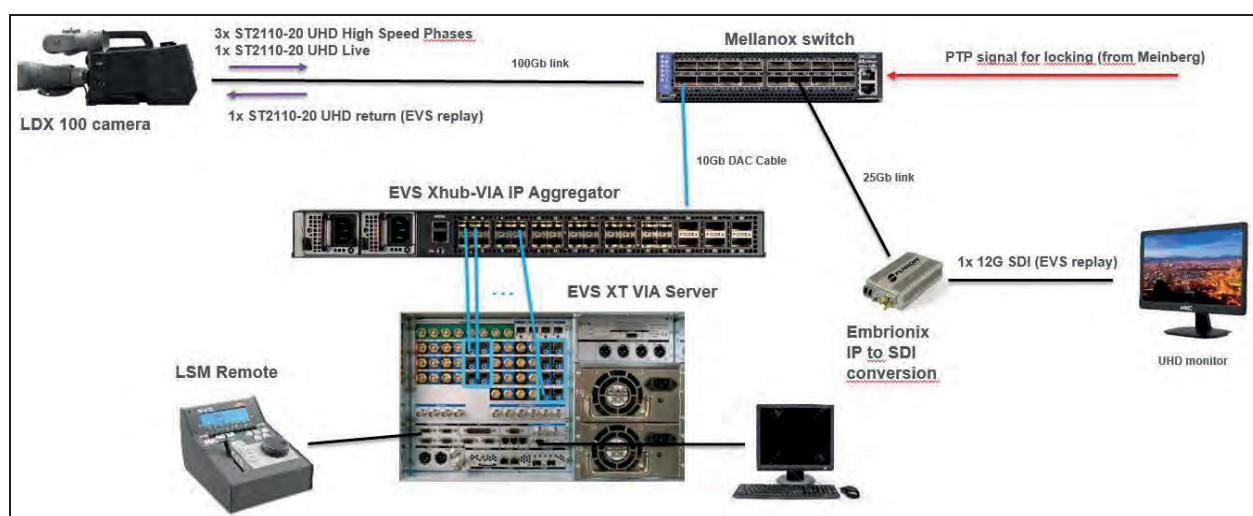 3x ST2110-20 UHD High Speed Phases
1x ST2110-20 UHD Live
1x ST2110-20 UHD return (EVS replay)
LDX 100 camera
100Gb link
Mellanox switch
PTP signal for locking (from Meinberg)
10Gb DAC Cable
25Gb link
EVS Xhub-VIA IP Aggregator
...
EVS XT VIA Server
LSM Remote
FUSION
Embrionix
IP to SDI
conversion
1x 12G SDI (EVS replay)
UHD monitor